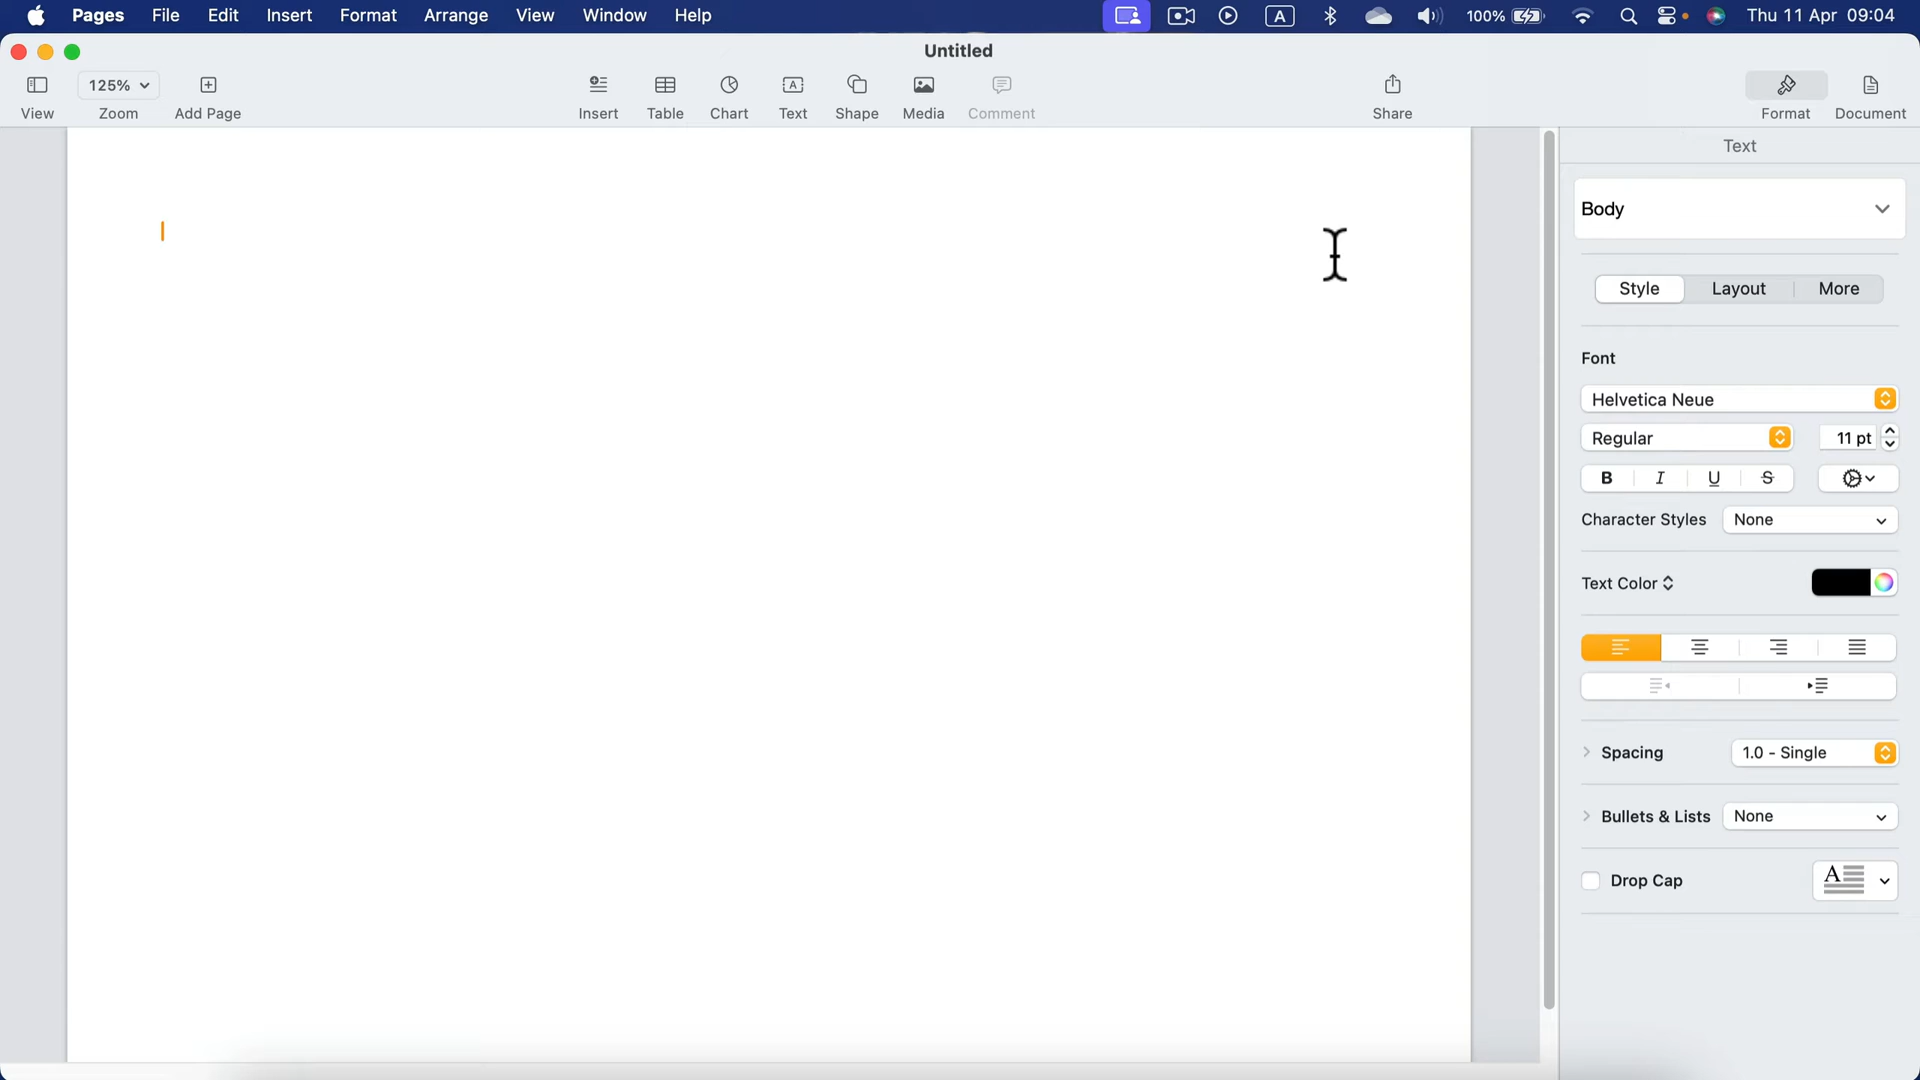 Pages File Edit Insert Format Arrange View Window Help A 100% Thu 11 Apr 09:04
Untitled
125%
View Zoom Add Page Insert Table Chart Text Shape Media Comment Share Format Document
Text
Body
Style Layout More
Font
Helvetica Neue
Regular 11 pt
B I U S
Character Styles None
Text Color
Spacing 1.0 - Single
Bullets & Lists None
Drop Cap A